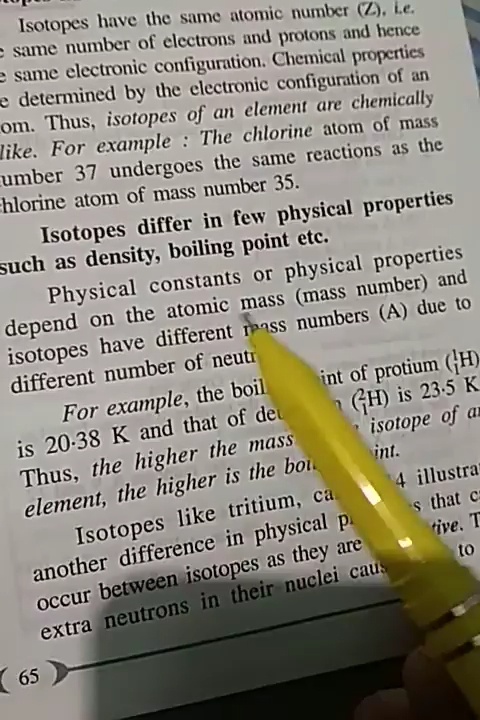 Isotopes have the same atomic number (Z), i.e.
same number of electrons and protons and hence
same electronic configuration. Chemical properties
determined by the electronic configuration of an
om. Thus, isotopes of an element are chemically
like. For example : The chlorine atom of mass
umber 37 undergoes the same reactions as the
hlorine atom of mass number 35.
Isotopes differ in few physical properties
such as density, boiling point etc.
Physical constants or physical properties
depend on the atomic mass (mass number) and
isotopes have different mass numbers (A) due to
different number of neutr
For example, the boil int of protium (¹₁H)
is 20·38 K and that of de (²₁H) is 23·5 K
Thus, the higher the mass isotope of a
element, the higher is the bo int.
Isotopes like tritium, ca 4 illustra
another difference in physical p s that c
occur between isotopes as they are tive. T
extra neutrons in their nuclei caus to
( 65 )